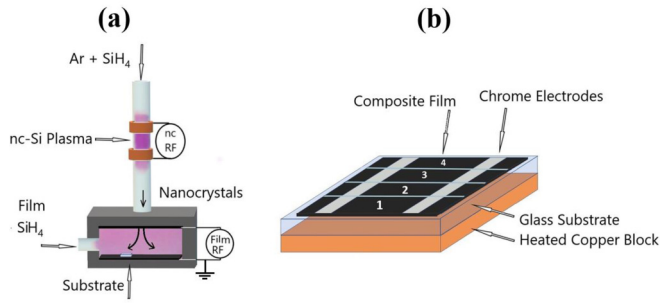 (a)
Ar + SiH4
nc-Si Plasma
nc
RF
Nanocrystals
Film
SiH4
Film
RF
Substrate
(b)
Composite Film
Chrome Electrodes
4
3
2
1
Glass Substrate
Heated Copper Block